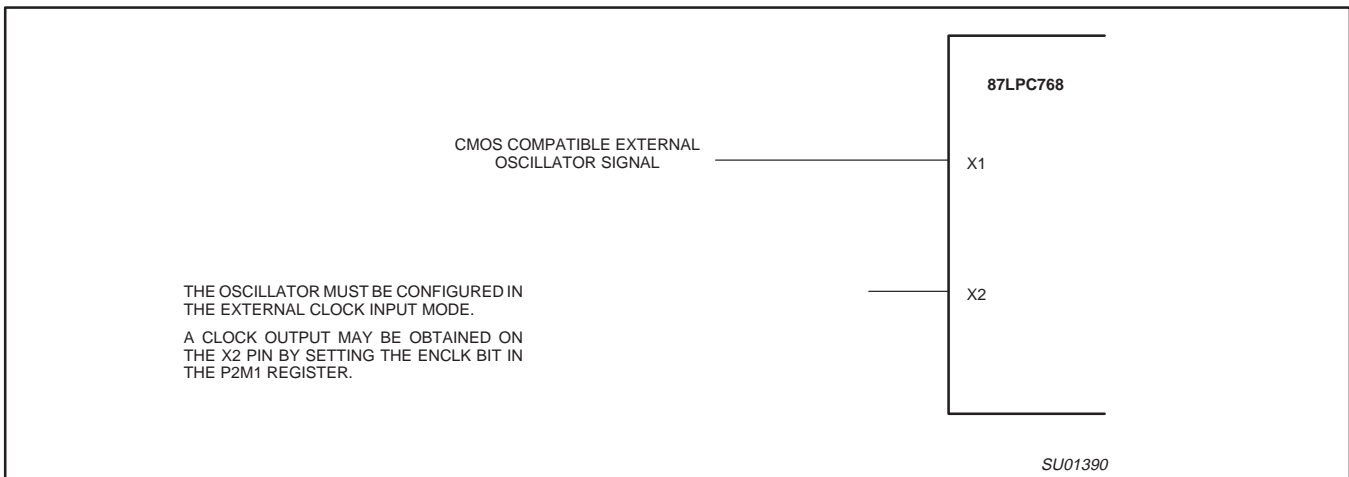 87LPC768
CMOS COMPATIBLE EXTERNAL
OSCILLATOR SIGNAL
X1
THE OSCILLATOR MUST BE CONFIGURED IN
THE EXTERNAL CLOCK INPUT MODE.
X2
A CLOCK OUTPUT MAY BE OBTAINED ON
THE X2 PIN BY SETTING THE ENCLK BIT IN
THE P2M1 REGISTER.
SU01390